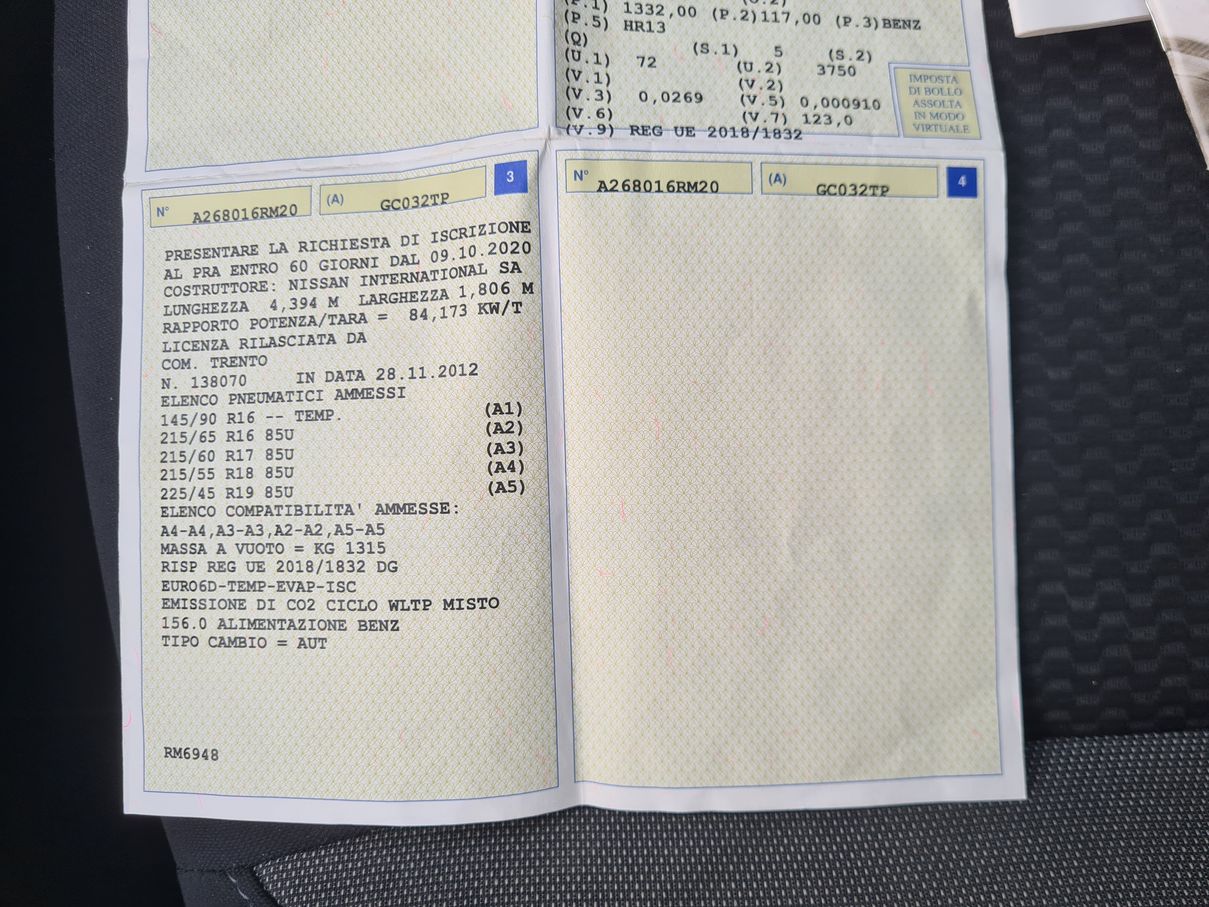 (P.1) 1332,00 (P.2)117,00 (P.3)BENZ
(P.5) HR13
(Q) (S.1) 5 (S.2)
(U.1) 72 (U.2) 3750
(V.1) (V.2)
(V.3) 0,0269 (V.5) 0,000910
(V.6) (V.7) 123,0
(V.9) REG UE 2018/1832
IMPOSTA
DI BOLLO
ASSOLTA
IN MODO
VIRTUALE
N° A268016RM20 (A) GC032TP 3
PRESENTARE LA RICHIESTA DI ISCRIZIONE
AL PRA ENTRO 60 GIORNI DAL 09.10.2020
COSTRUTTORE: NISSAN INTERNATIONAL SA
LUNGHEZZA 4,394 M LARGHEZZA 1,806 M
RAPPORTO POTENZA/TARA = 84,173 KW/T
LICENZA RILASCIATA DA
COM. TRENTO
N. 138070 IN DATA 28.11.2012
ELENCO PNEUMATICI AMMESSI
145/90 R16 -- TEMP. (A1)
215/65 R16 85U (A2)
215/60 R17 85U (A3)
215/55 R18 85U (A4)
225/45 R19 85U (A5)
ELENCO COMPATIBILITA' AMMESSE:
A4-A4,A3-A3,A2-A2,A5-A5
MASSA A VUOTO = KG 1315
RISP REG UE 2018/1832 DG
EURO6D-TEMP-EVAP-ISC
EMISSIONE DI CO2 CICLO WLTP MISTO
156.0 ALIMENTAZIONE BENZ
TIPO CAMBIO = AUT
RM6948
N° A268016RM20 (A) GC032TP 4